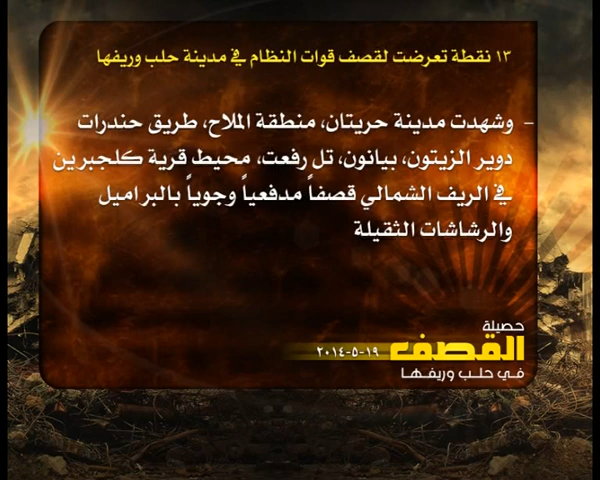 ١٣ نقطة تعرضت لقصف قوات النظام في مدينة حلب وريفها
- وشهدت مدينة حريتان، منطقة الملاح، طريق حندرات
دوير الزيتون، بيانون، تل رفعت، محيط قرية كلجبرين
في الريف الشمالي قصفاً مدفعياً وجوياً بالبراميل
والرشاشات الثقيلة
حصيلة
القصف ١٩-٥-٢٠١٤
في حلب وريفها